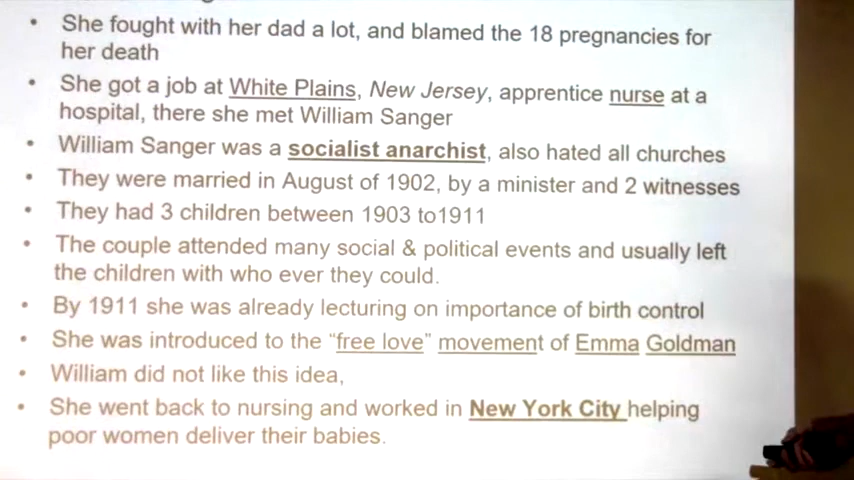 • She fought with her dad a lot, and blamed the 18 pregnancies for
her death
• She got a job at White Plains, New Jersey, apprentice nurse at a
hospital, there she met William Sanger
• William Sanger was a socialist anarchist, also hated all churches
• They were married in August of 1902, by a minister and 2 witnesses
• They had 3 children between 1903 to1911
• The couple attended many social & political events and usually left
the children with who ever they could.
• By 1911 she was already lecturing on importance of birth control
• She was introduced to the “free love” movement of Emma Goldman
• William did not like this idea,
• She went back to nursing and worked in New York City helping
poor women deliver their babies.